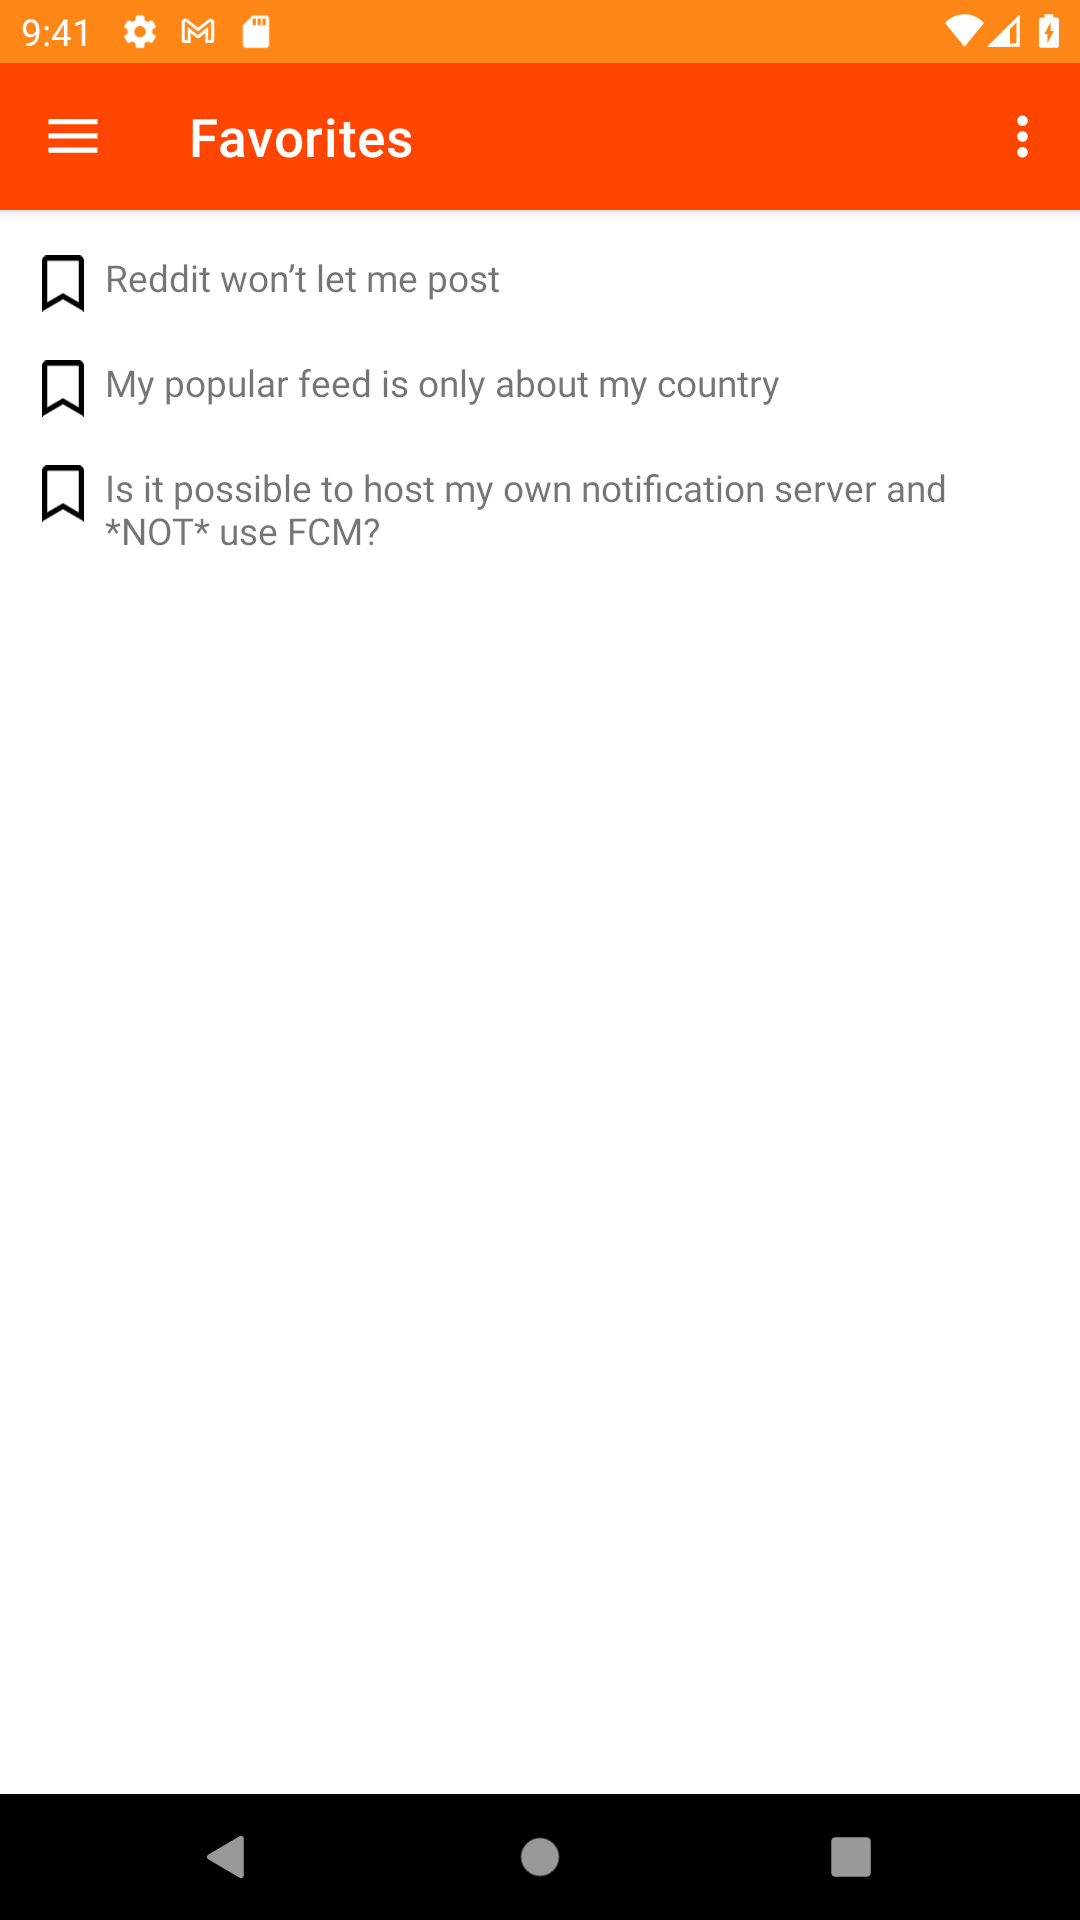 9:41
Favorites
Reddit won’t let me post
My popular feed is only about my country
Is it possible to host my own notification server and
*NOT* use FCM?